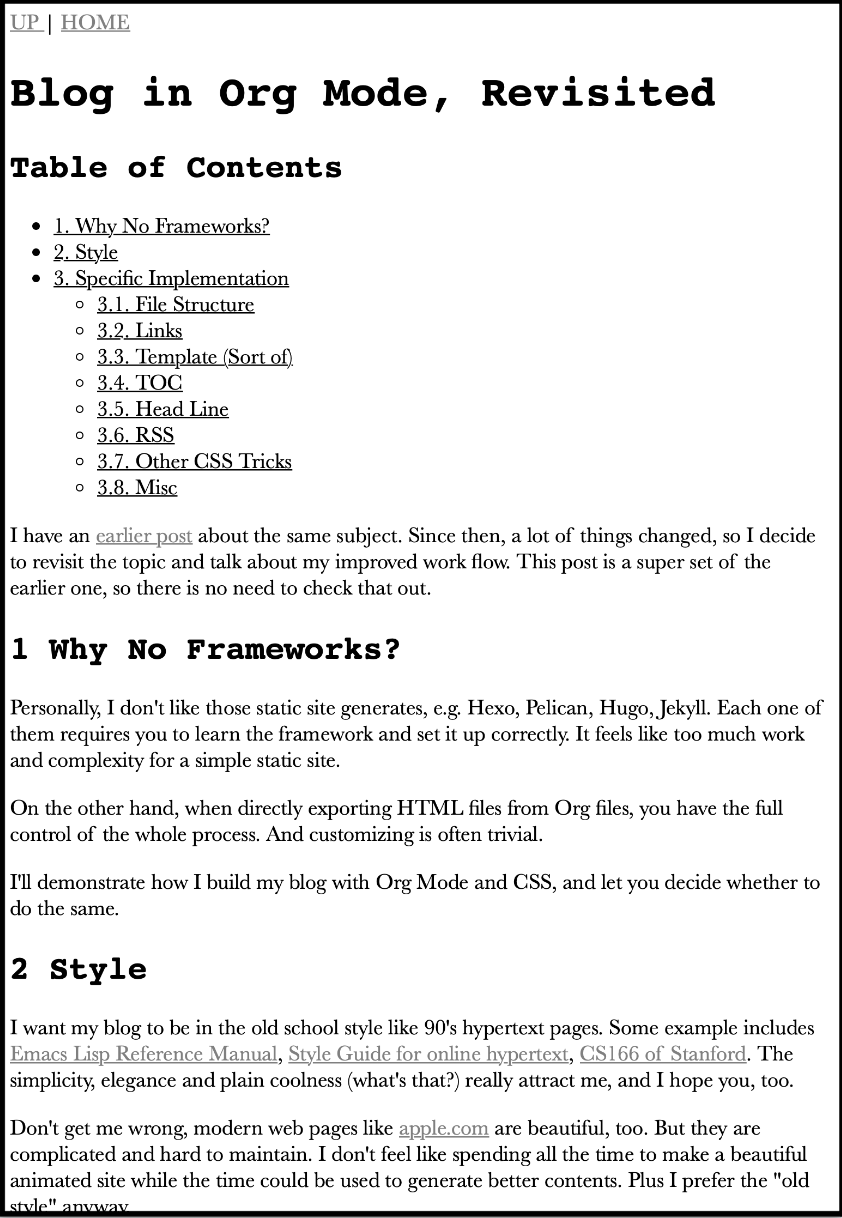 UP | HOME
Blog in Org Mode, Revisited
Table of Contents
• 1. Why No Frameworks?
• 2. Style
• 3. Specific Implementation
◦ 3.1. File Structure
◦ 3.2. Links
◦ 3.3. Template (Sort of)
◦ 3.4. TOC
◦ 3.5. Head Line
◦ 3.6. RSS
◦ 3.7. Other CSS Tricks
◦ 3.8. Misc
I have an earlier post about the same subject. Since then, a lot of things changed, so I decide
to revisit the topic and talk about my improved work flow. This post is a super set of the
earlier one, so there is no need to check that out.
1 Why No Frameworks?
Personally, I don't like those static site generates, e.g. Hexo, Pelican, Hugo, Jekyll. Each one of
them requires you to learn the framework and set it up correctly. It feels like too much work
and complexity for a simple static site.
On the other hand, when directly exporting HTML files from Org files, you have the full
control of the whole process. And customizing is often trivial.
I'll demonstrate how I build my blog with Org Mode and CSS, and let you decide whether to
do the same.
2 Style
I want my blog to be in the old school style like 90's hypertext pages. Some example includes
Emacs Lisp Reference Manual, Style Guide for online hypertext, CS166 of Stanford. The
simplicity, elegance and plain coolness (what's that?) really attract me, and I hope you, too.
Don't get me wrong, modern web pages like apple.com are beautiful, too. But they are
complicated and hard to maintain. I don't feel like spending all the time to make a beautiful
animated site while the time could be used to generate better contents. Plus I prefer the "old
style" anyway